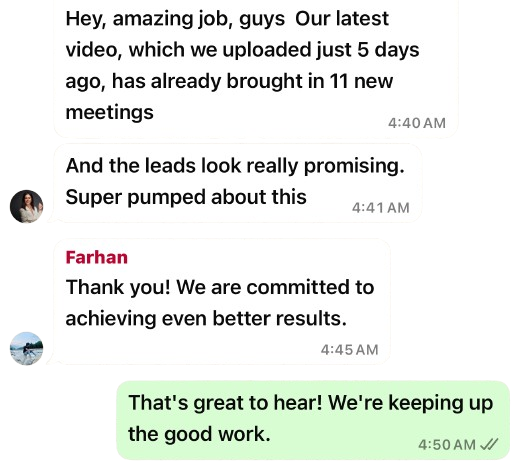 Hey, amazing job, guys  Our latest
video, which we uploaded just 5 days
ago, has already brought in 11 new
meetings
4:40 AM
And the leads look really promising.
Super pumped about this
4:41 AM
Farhan
Thank you! We are committed to
achieving even better results.
4:45 AM
That's great to hear! We're keeping up
the good work.
4:50 AM